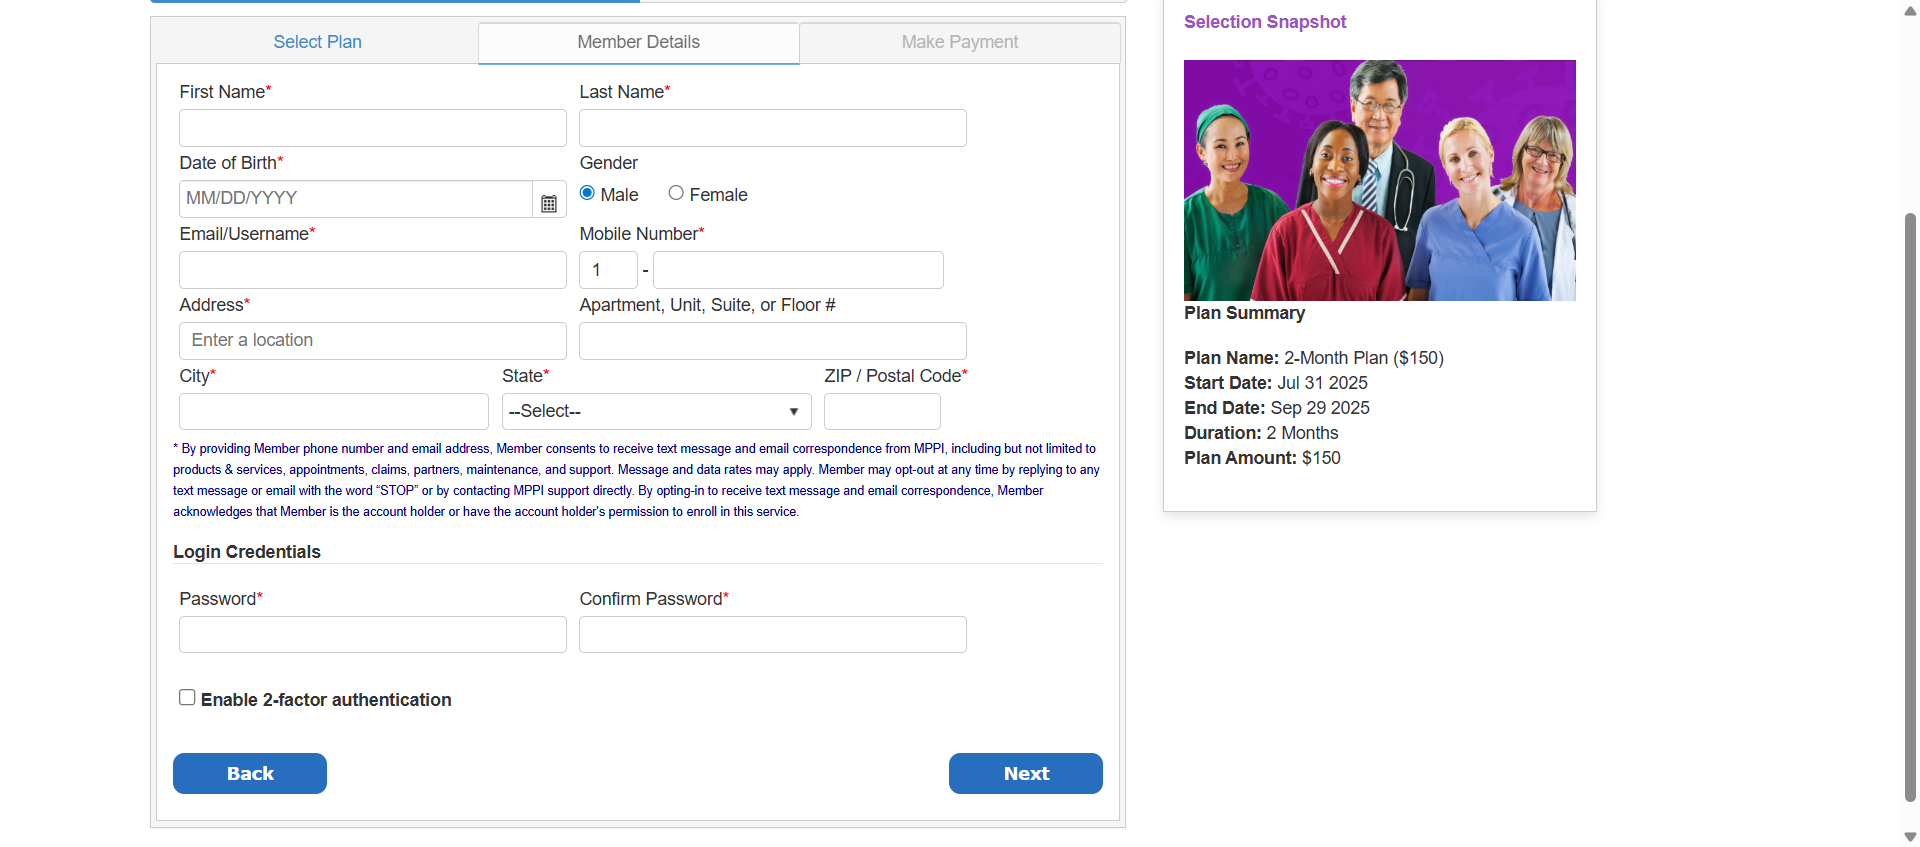 Select Plan
Member Details
Make Payment
First Name*
Last Name*
Date of Birth*
Gender
MM/DD/YYYY
Male
Female
Email/Username*
Mobile Number*
1 -
Address*
Apartment, Unit, Suite, or Floor #
Enter a location
City*
State*
ZIP / Postal Code*
--Select--
* By providing Member phone number and email address, Member consents to receive text message and email correspondence from MPPI, including but not limited to
products & services, appointments, claims, partners, maintenance, and support. Message and data rates may apply. Member may opt-out at any time by replying to any
text message or email with the word “STOP” or by contacting MPPI support directly. By opting-in to receive text message and email correspondence, Member
acknowledges that Member is the account holder or have the account holder's permission to enroll in this service.
Login Credentials
Password*
Confirm Password*
Enable 2-factor authentication
Back
Next
Selection Snapshot
Plan Summary
Plan Name: 2-Month Plan ($150)
Start Date: Jul 31 2025
End Date: Sep 29 2025
Duration: 2 Months
Plan Amount: $150